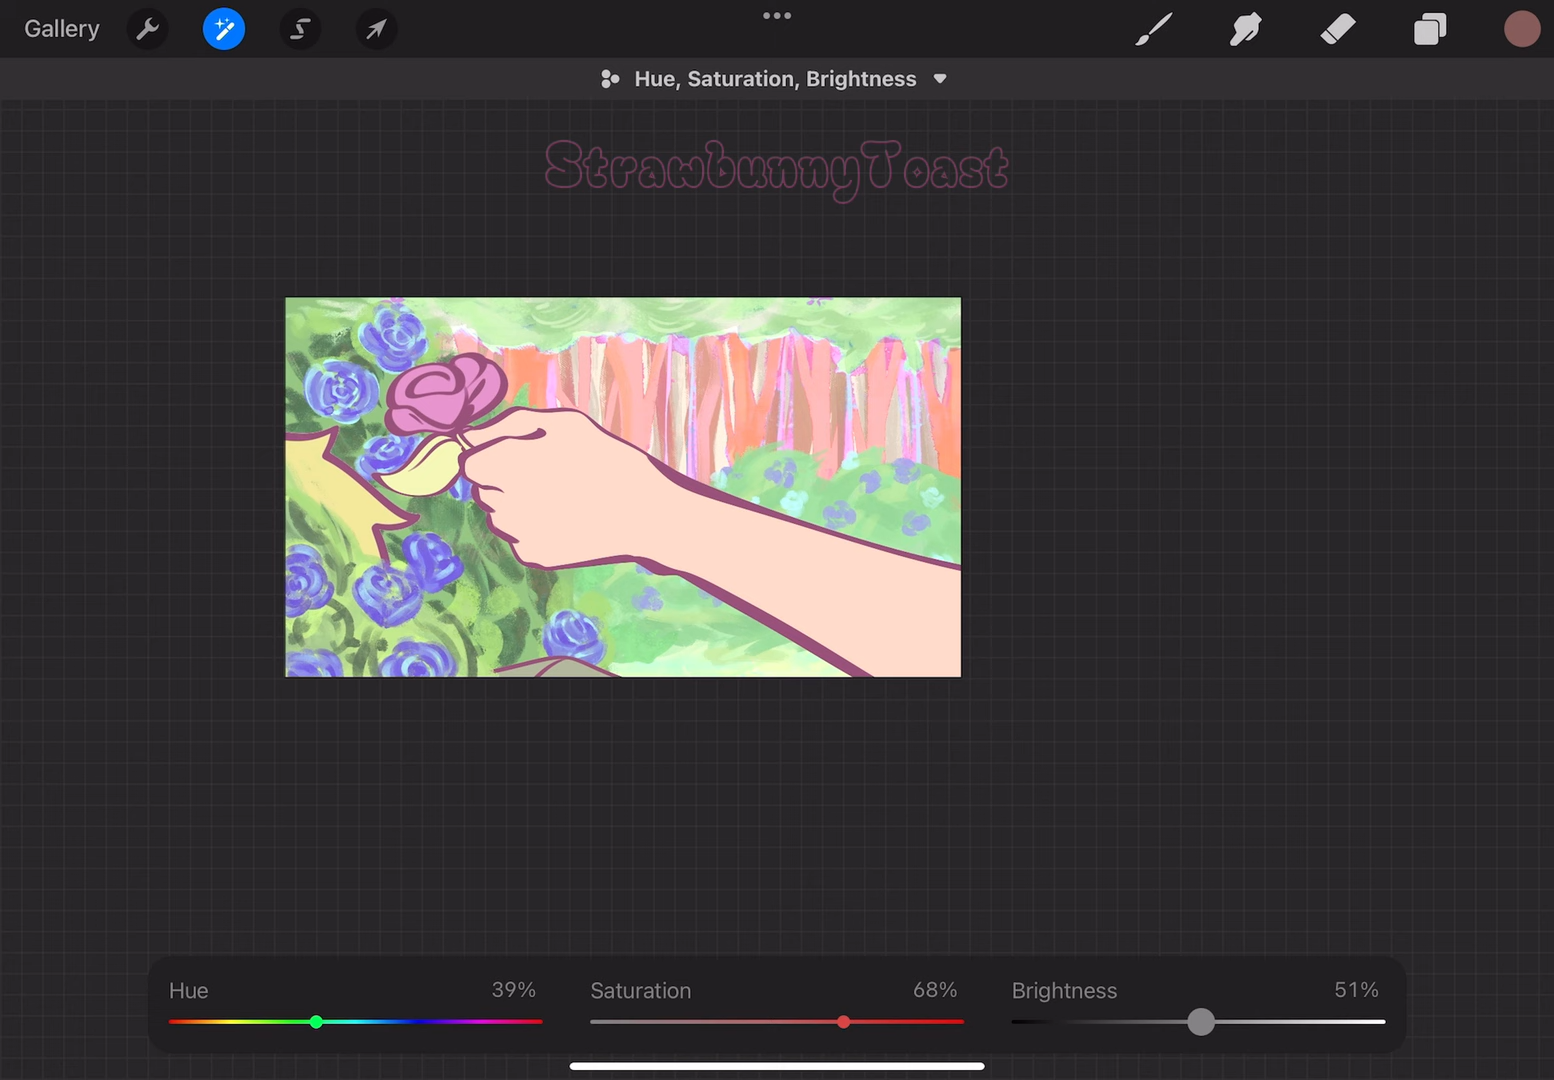 Gallery
Hue, Saturation, Brightness
StrawbunnyToast
Hue 39% Saturation 68% Brightness 51%